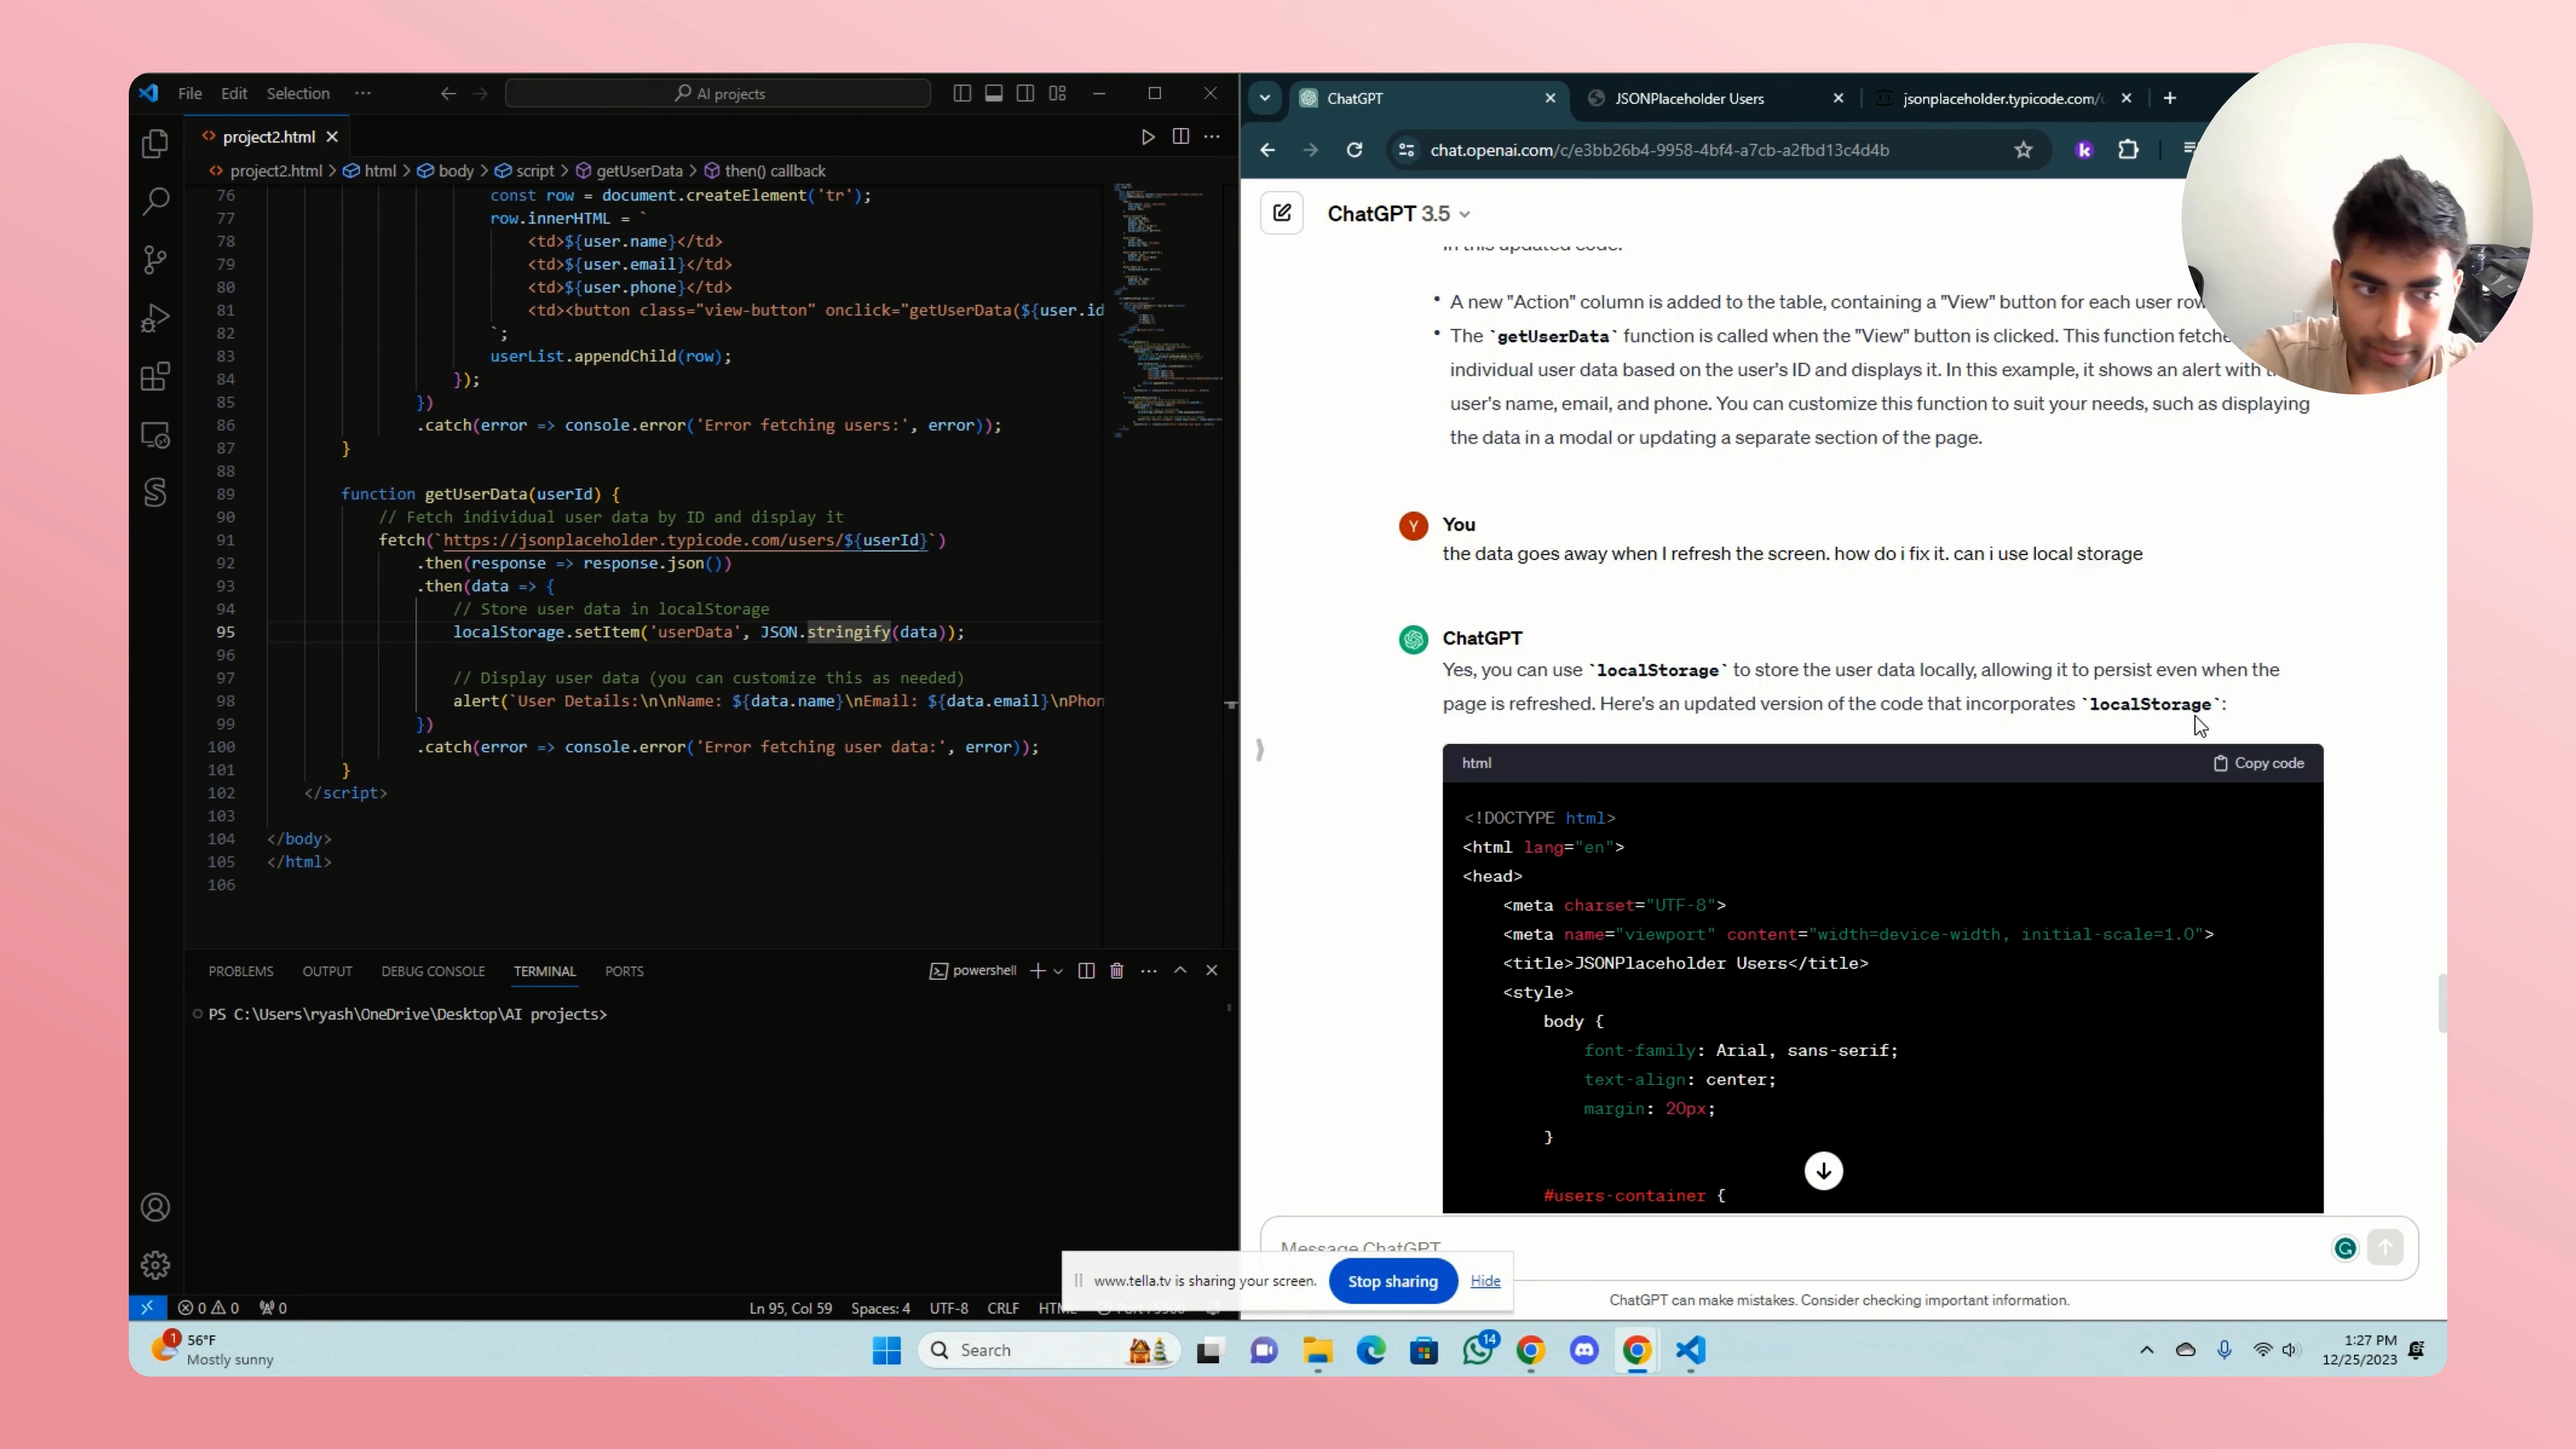 File Edit Selection ···
AI projects
project2.html
project2.html > html > body > script > getUserData > then() callback
76 const row = document.createElement('tr');
77 row.innerHTML = `
78 <td>${user.name}</td>
79 <td>${user.email}</td>
80 <td>${user.phone}</td>
81 <td><button class="view-button" onclick="getUserData(${user.id
82 `;
83 userList.appendChild(row);
84 });
85 })
86 .catch(error => console.error('Error fetching users:', error));
87 }
88
89 function getUserData(userId) {
90 // Fetch individual user data by ID and display it
91 fetch(`https://jsonplaceholder.typicode.com/users/${userId}`)
92 .then(response => response.json())
93 .then(data => {
94 // Store user data in localStorage
95 localStorage.setItem('userData', JSON.stringify(data));
96
97 // Display user data (you can customize this as needed)
98 alert(`User Details:\n\nName: ${data.name}\nEmail: ${data.email}\nPhon
99 })
100 .catch(error => console.error('Error fetching user data:', error));
101 }
102 </script>
103
104 </body>
105 </html>
106
PROBLEMS OUTPUT DEBUG CONSOLE TERMINAL PORTS
powershell
PS C:\Users\ryash\OneDrive\Desktop\AI projects>
0 0 0
Ln 95, Col 59 Spaces: 4 UTF-8 CRLF
ChatGPT
JSONPlaceholder Users
jsonplaceholder.typicode.com/
chat.openai.com/c/e3bb26b4-9958-4bf4-a7cb-a2fbd13c4d4b
k
ChatGPT 3.5
In this updated code:
• A new "Action" column is added to the table, containing a "View" button for each user
• The `getUserData` function is called when the "View" button is clicked. This function
individual user data based on the user's ID and displays it. In this example, it shows an alert with
user's name, email, and phone. You can customize this function to suit your needs, such as displaying
the data in a modal or updating a separate section of the page.
Y
You
the data goes away when I refresh the screen. how do i fix it. can i use local storage
ChatGPT
Yes, you can use `localStorage` to store the user data locally, allowing it to persist even when the
page is refreshed. Here's an updated version of the code that incorporates `localStorage`:
html
Copy code
<!DOCTYPE html>
<html lang="en">
<head>
<meta charset="UTF-8">
<meta name="viewport" content="width=device-width, initial-scale=1.0">
<title>JSONPlaceholder Users</title>
<style>
body {
font-family: Arial, sans-serif;
text-align: center;
margin: 20px;
}
#users-container {
Message ChatGPT
ChatGPT can make mistakes. Consider checking important information.
www.tella.tv is sharing your screen.
Stop sharing
Hide
1
56°F
Mostly sunny
Search
14
1:27 PM
12/25/2023